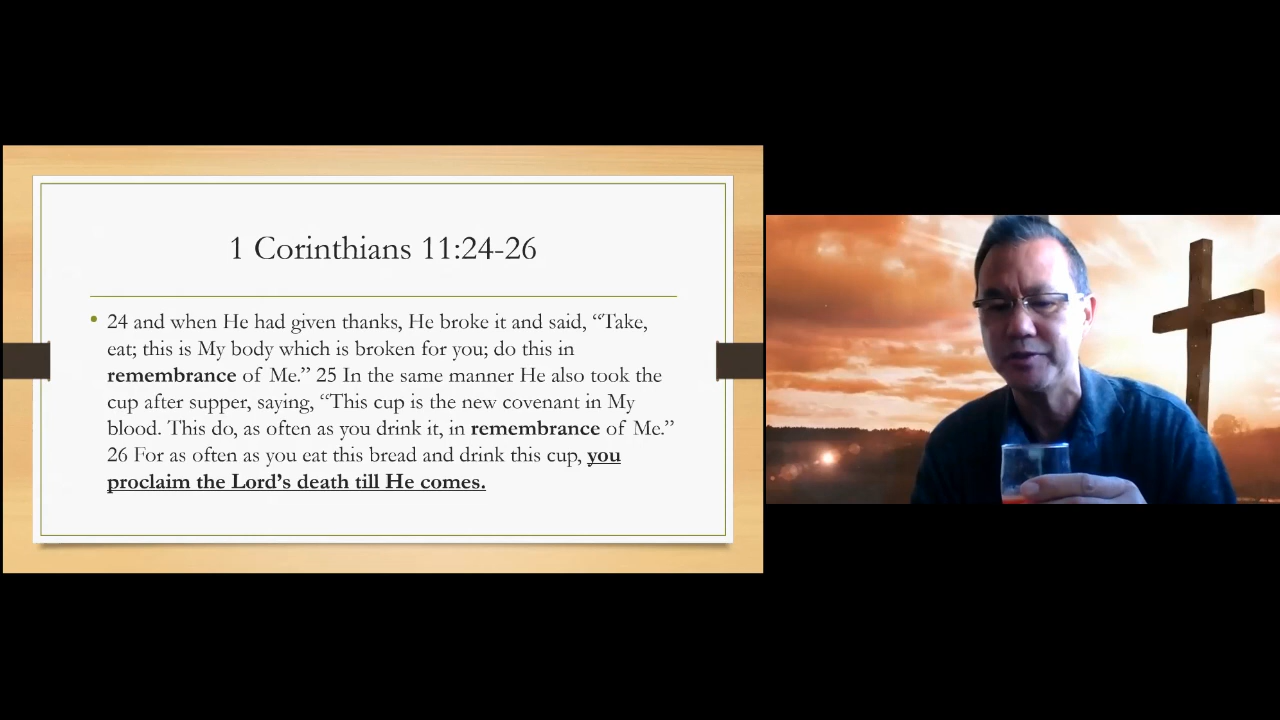 1 Corinthians 11:24-26
24 and when He had given thanks, He broke it and said, “Take,
eat; this is My body which is broken for you; do this in
remembrance of Me.” 25 In the same manner He also took the
cup after supper, saying, “This cup is the new covenant in My
blood. This do, as often as you drink it, in remembrance of Me.”
26 For as often as you eat this bread and drink this cup, you
proclaim the Lord’s death till He comes.